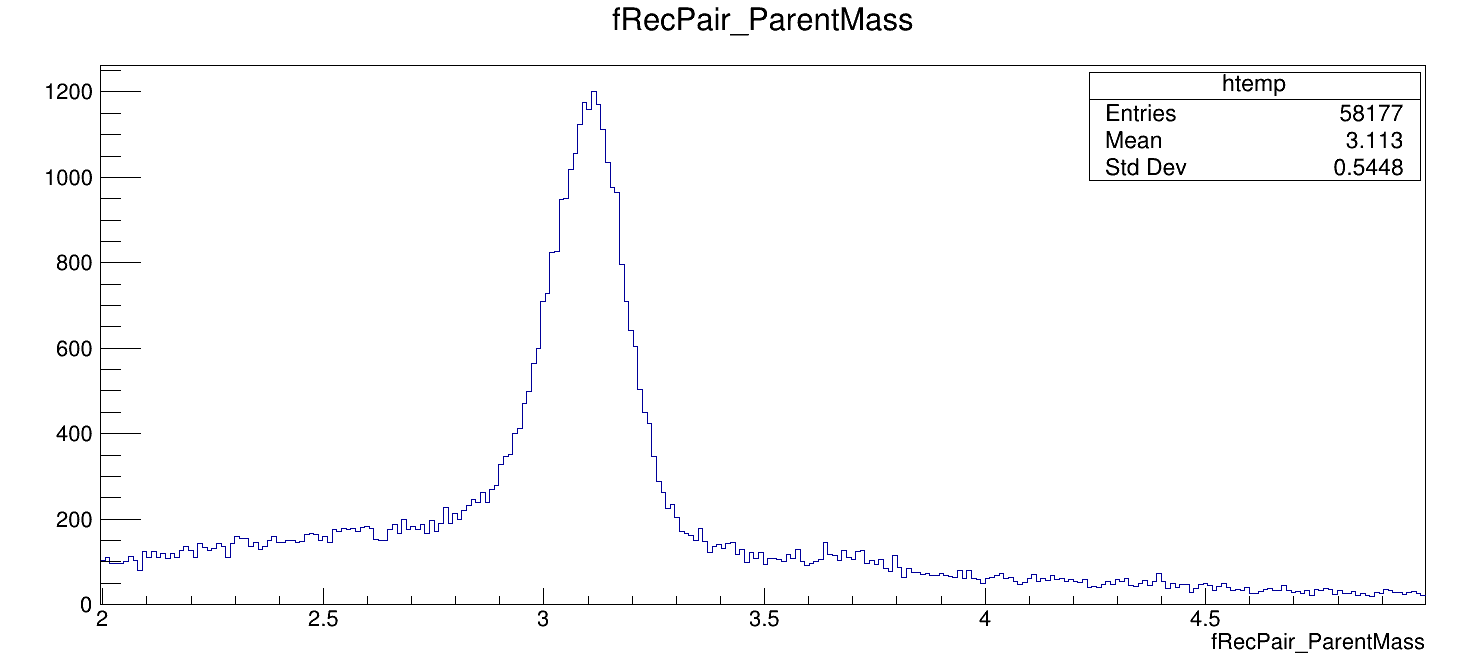 fRecPair_ParentMass
htemp
Entries 58177
Mean 3.113
Std Dev 0.5448
1200
1000
800
600
400
200
0
2 2.5 3 3.5 4 4.5
fRecPair_ParentMass